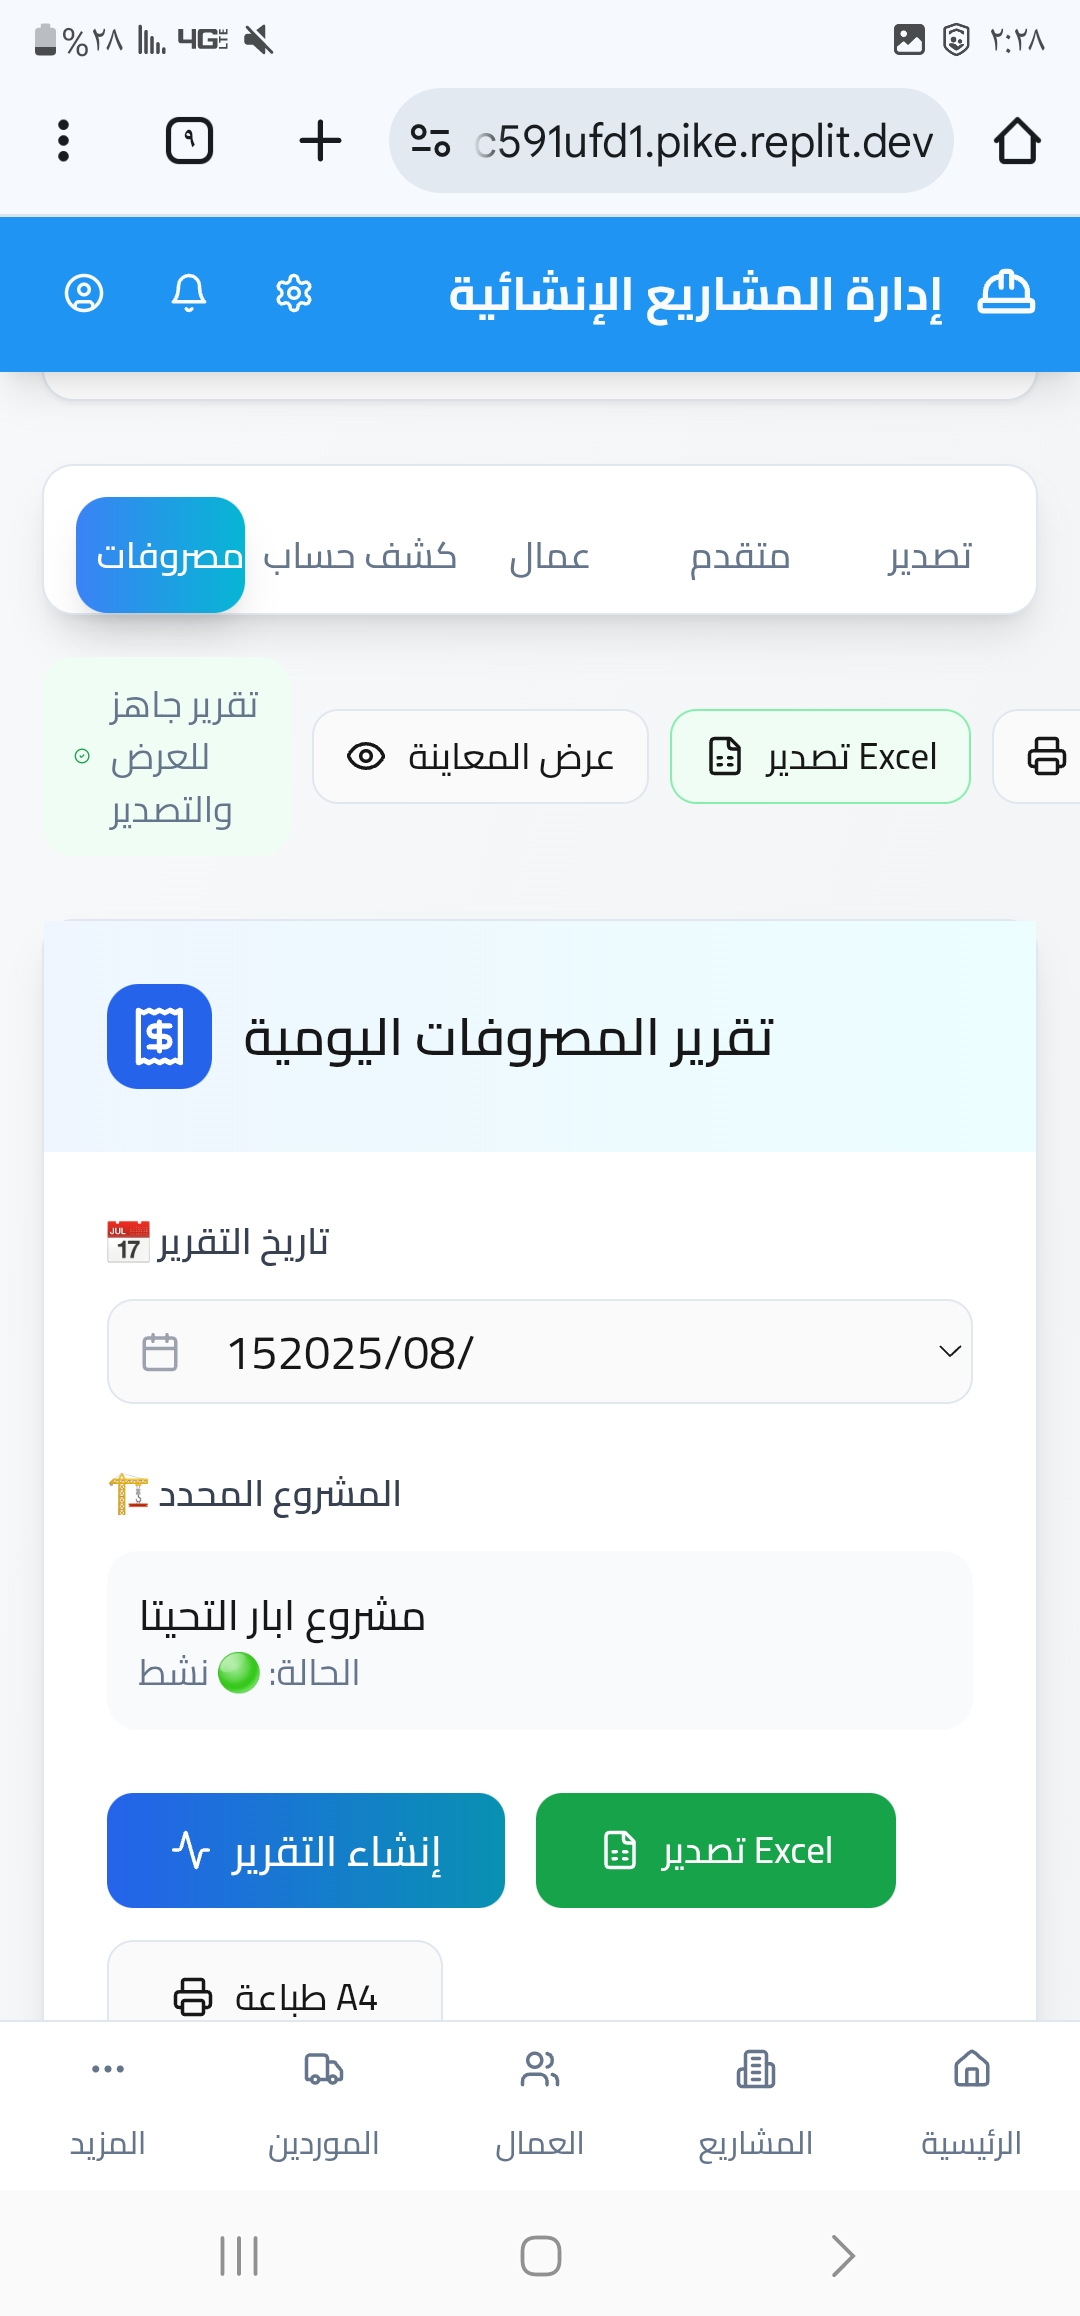 ٢:٢٨
%٢٨
4G LTE
٩
c591ufd1.pike.replit.dev
إدارة المشاريع الإنشائية
تصدير
متقدم
عمال
كشف حساب
مصروفات
تقرير جاهز
للعرض
والتصدير
عرض المعاينة
تصدير Excel
تقرير المصروفات اليومية
📅 تاريخ التقرير
152025/08/
🏗️ المشروع المحدد
مشروع ابار التحيتا
الحالة: 🟢 نشط
إنشاء التقرير
تصدير Excel
طباعة A4
الرئيسية
المشاريع
العمال
الموردين
المزيد